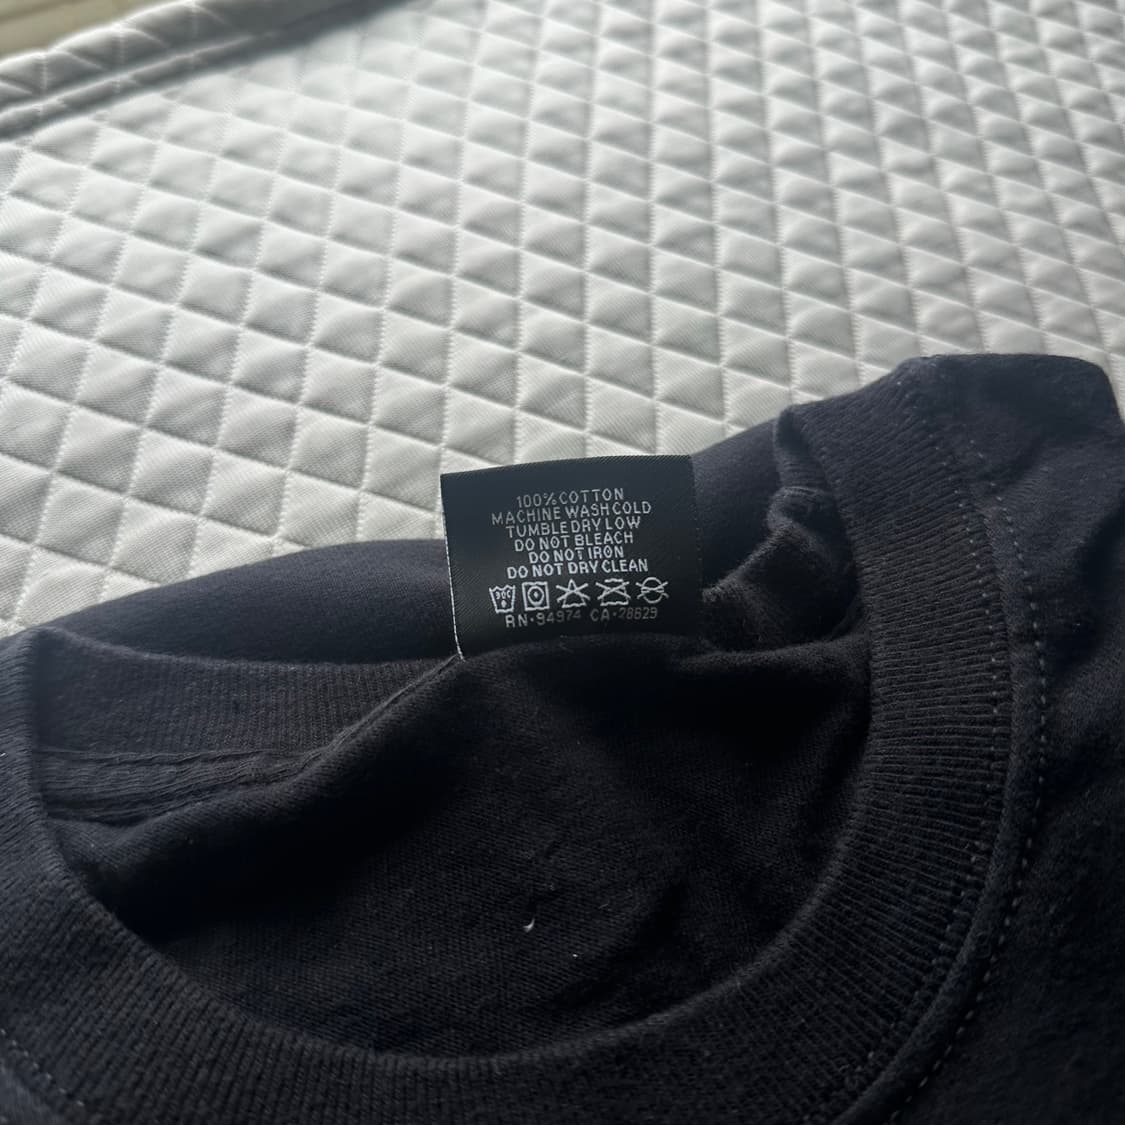 100% COTTON
MACHINE WASH COLD
TUMBLE DRY LOW
DO NOT BLEACH
DO NOT IRON
DO NOT DRY CLEAN
30C
RN·94974 CA·28629